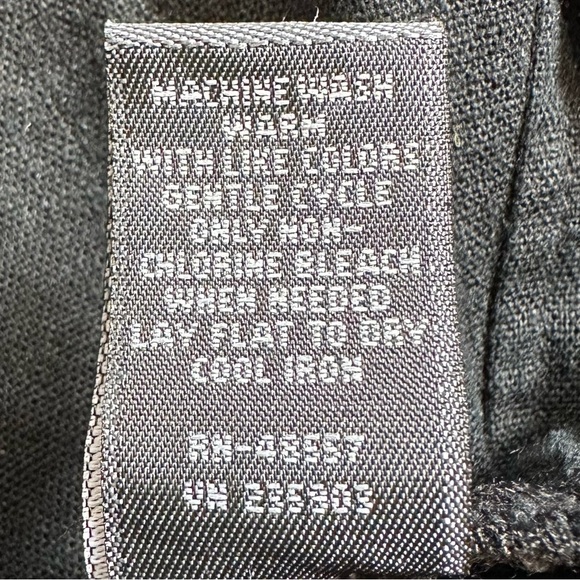 MACHINE WASH
WARM
WITH LIKE COLORS
GENTLE CYCLE
ONLY NON-
CHLORINE BLEACH
WHEN NEEDED
LAY FLAT TO DRY
COOL IRON